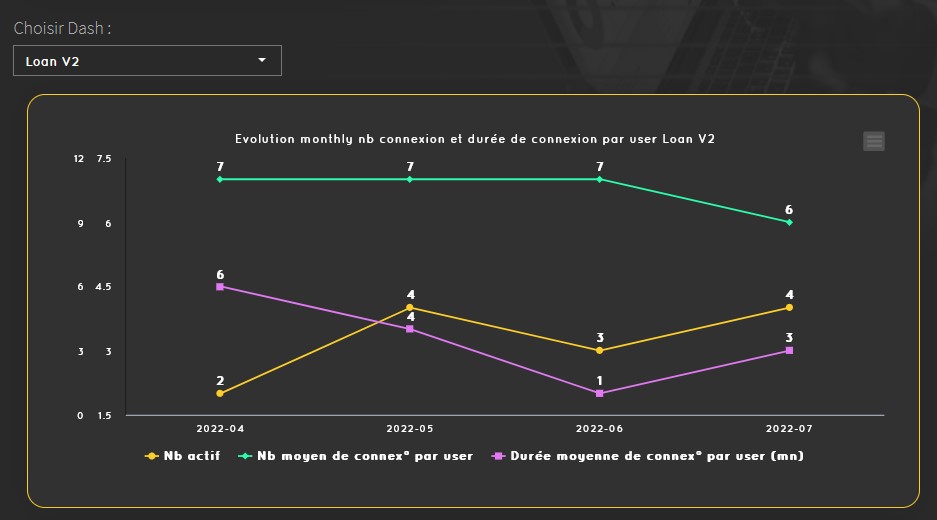 Choisir Dash :
Loan V2
Evolution monthly nb connexion et durée de connexion par user Loan V2
12 7.5
7 7 7
6
9 6
6
6 4.5
4 4
4
3 3
3 3
2 1
0 1.5
2022-04 2022-05 2022-06 2022-07
Nb actif Nb moyen de connex° par user Durée moyenne de connex° par user (mn)